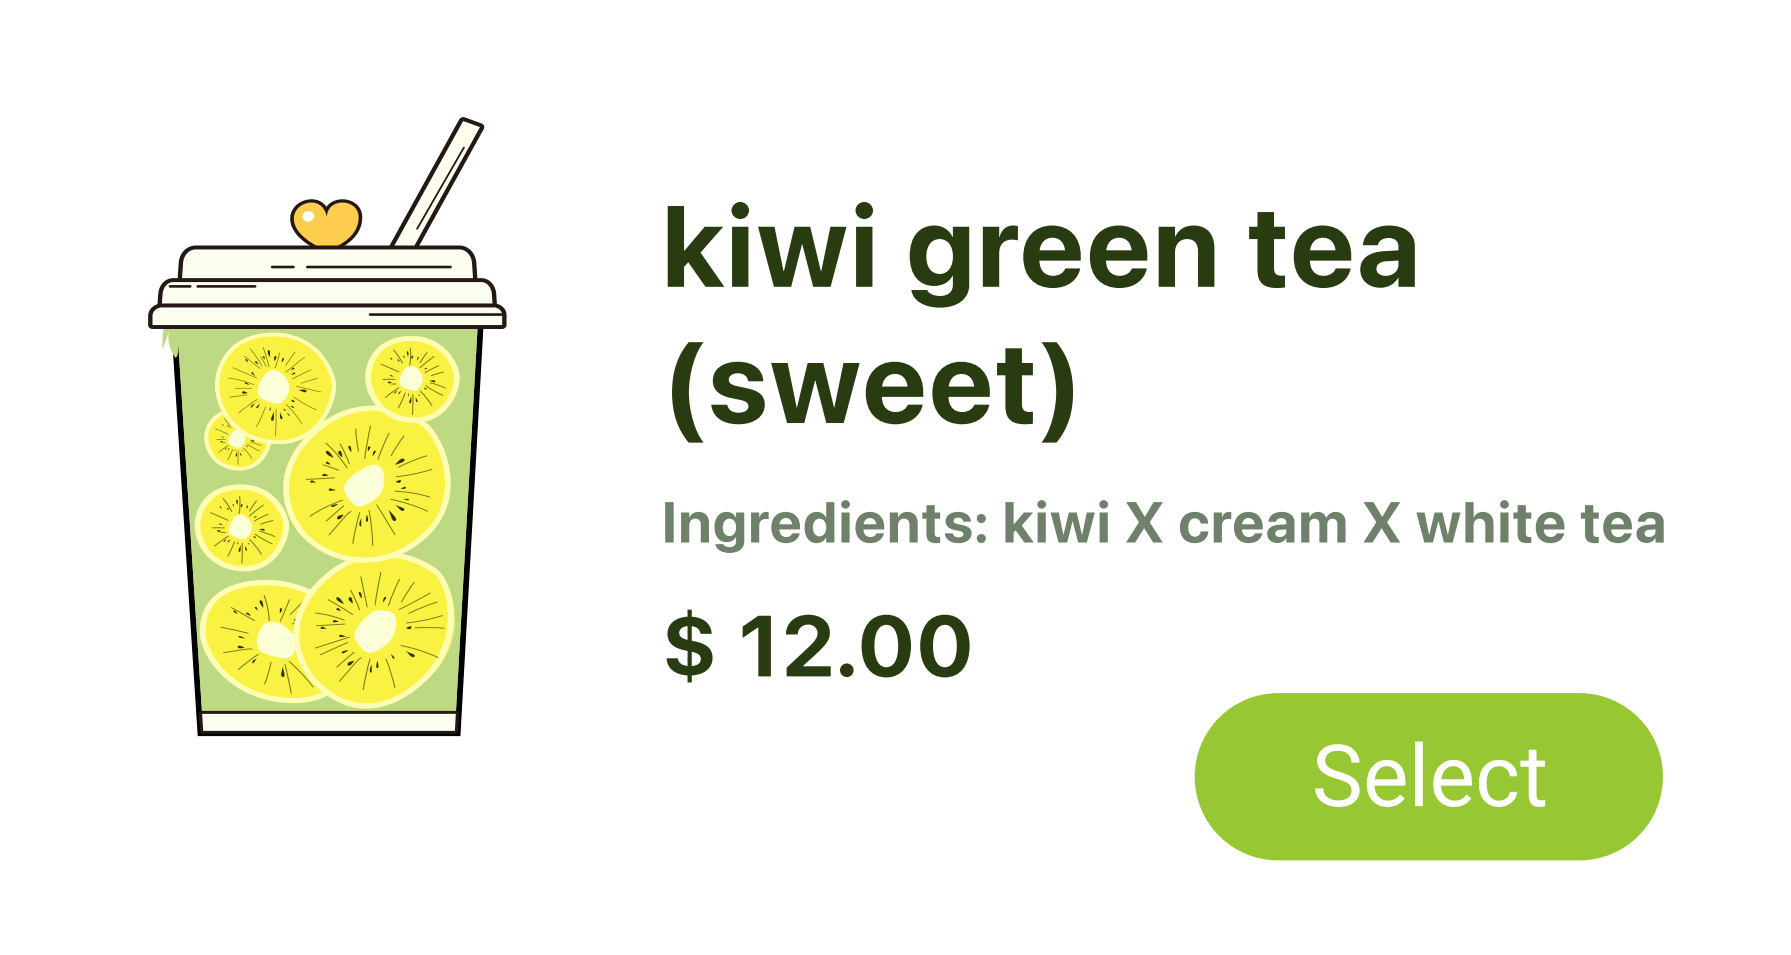 kiwi green tea
(sweet)
Ingredients: kiwi X cream X white tea
$ 12.00
Select